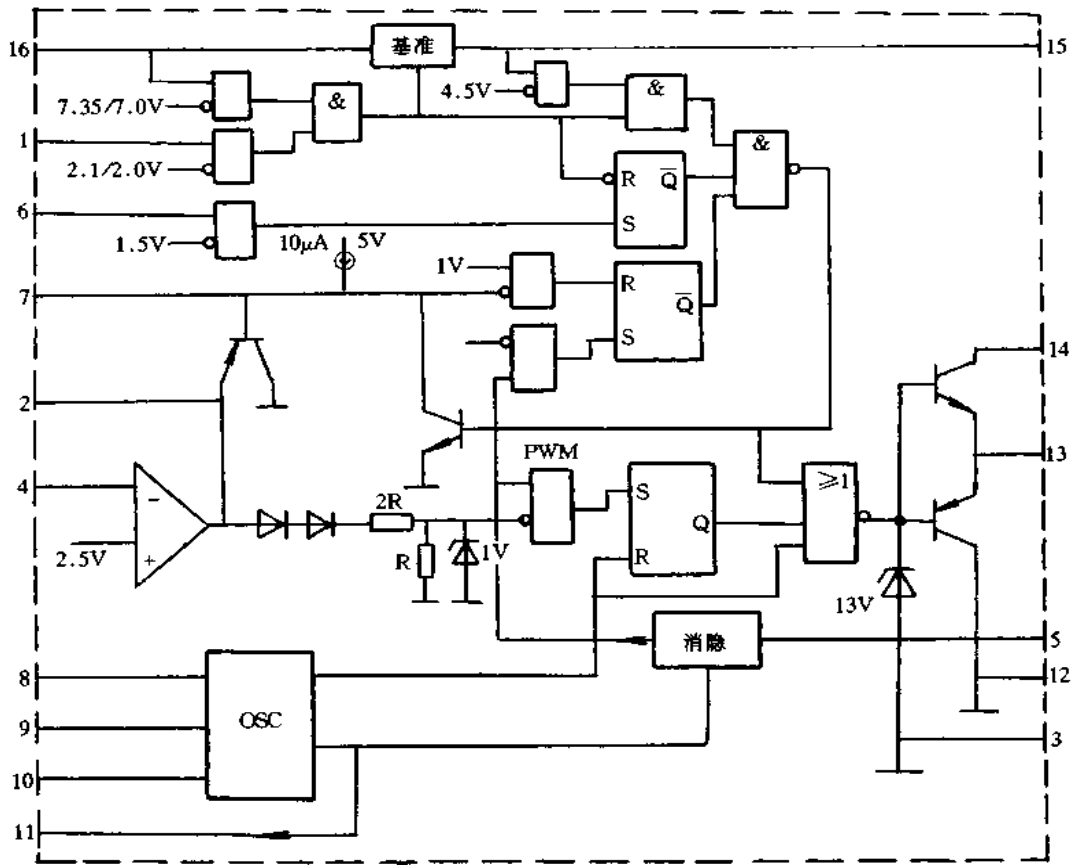 16
基准
15
7.35/7.0V
&
4.5V
&
1
2.1/2.0V
&
R
Q̅
6
1.5V
S
10μA
5V
1V
7
R
Q̅
S
14
2
PWM
13
4
−
2R
S
≥1
Q
2.5V
+
R
1V
R
13V
消隐
5
8
12
OSC
9
3
10
11